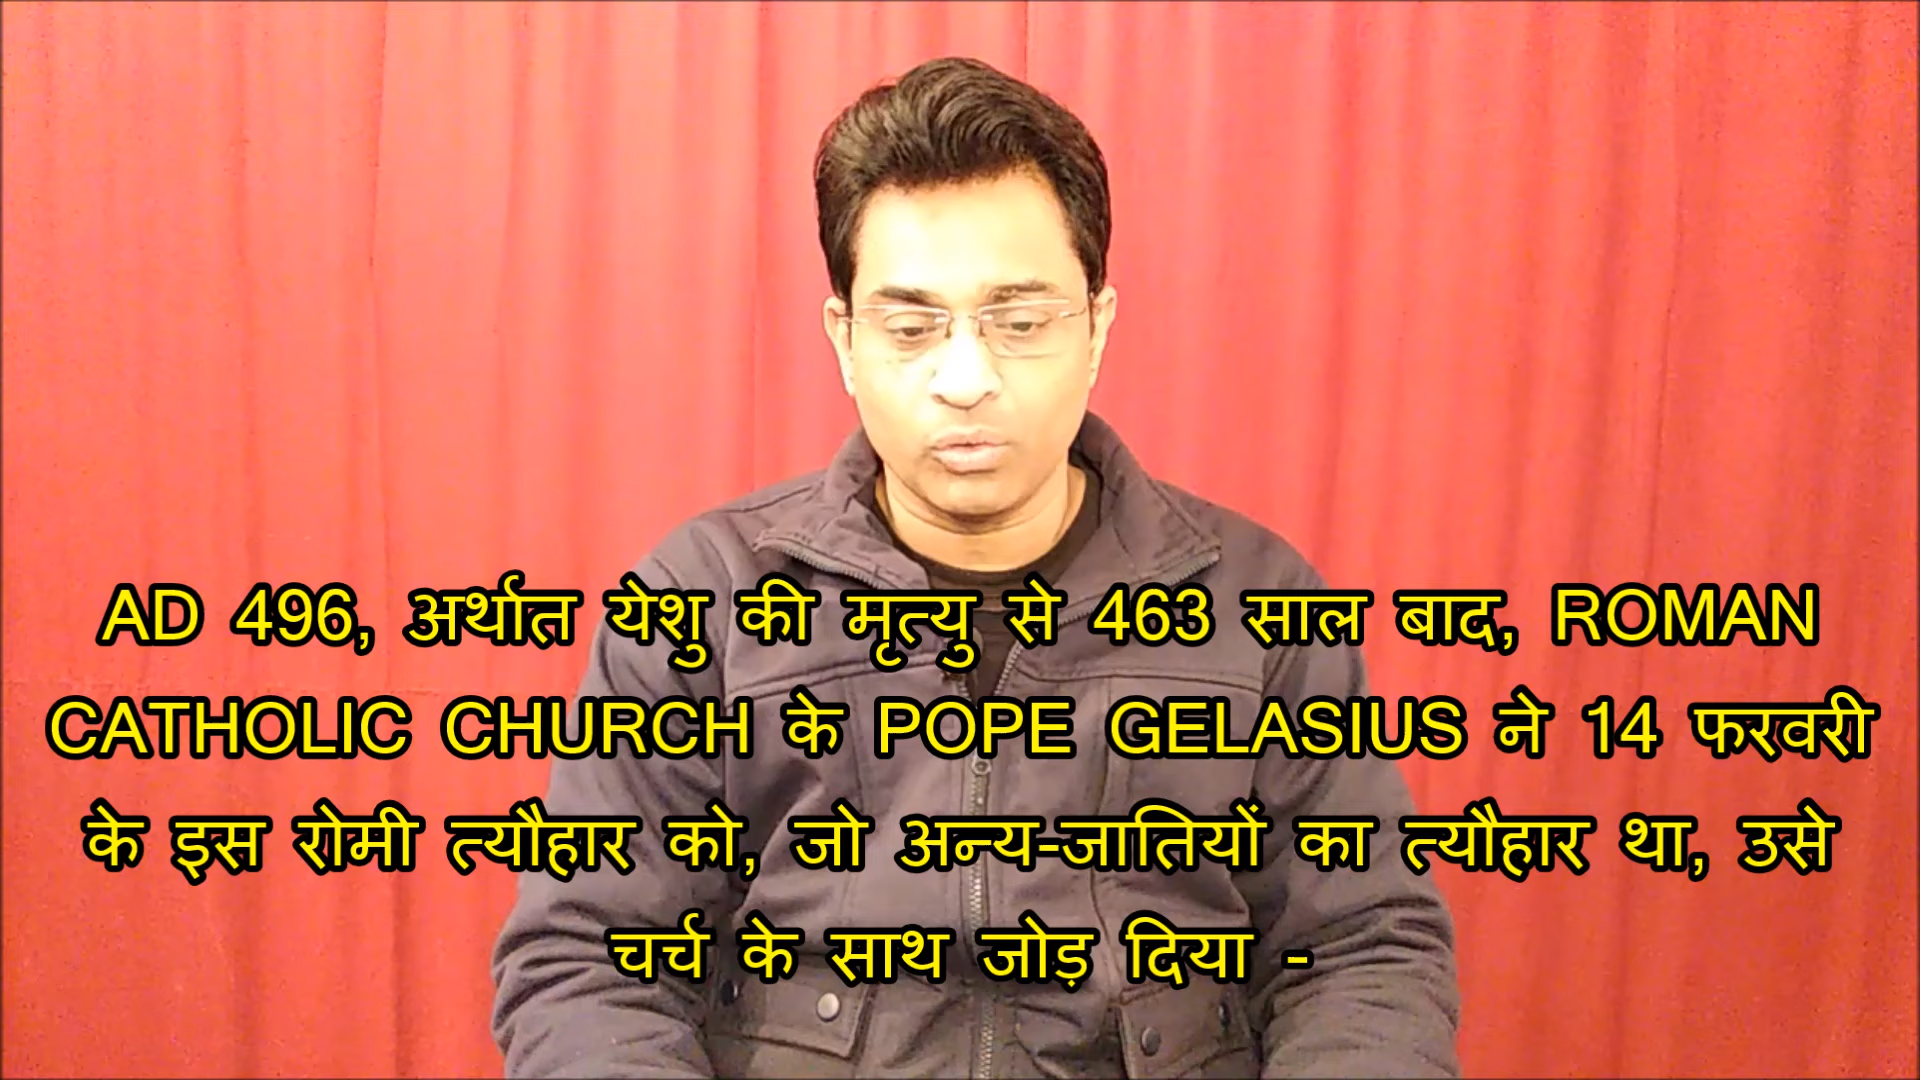 AD 496, अर्थात येशु की मृत्यु से 463 साल बाद, ROMAN
CATHOLIC CHURCH के POPE GELASIUS ने 14 फरवरी
के इस रोमी त्यौहार को, जो अन्य-जातियों का त्यौहार था, उसे
चर्च के साथ जोड़ दिया -